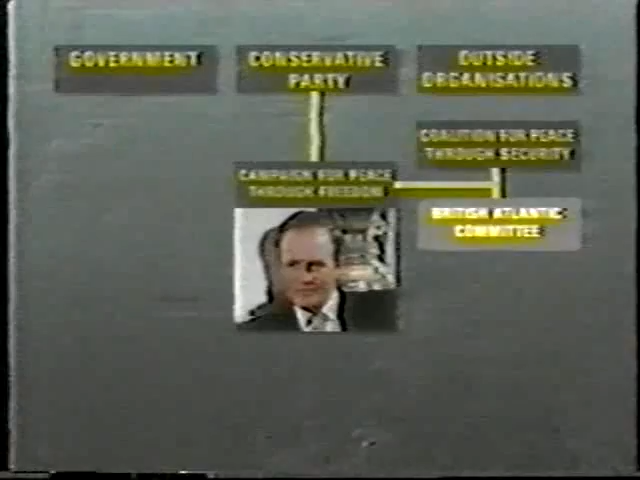 GOVERNMENT
CONSERVATIVE
PARTY
OUTSIDE
ORGANISATIONS
COALITION FOR PEACE
THROUGH SECURITY
CAMPAIGN FOR PEACE
THROUGH FREEDOM
BRITISH ATLANTIC
COMMITTEE